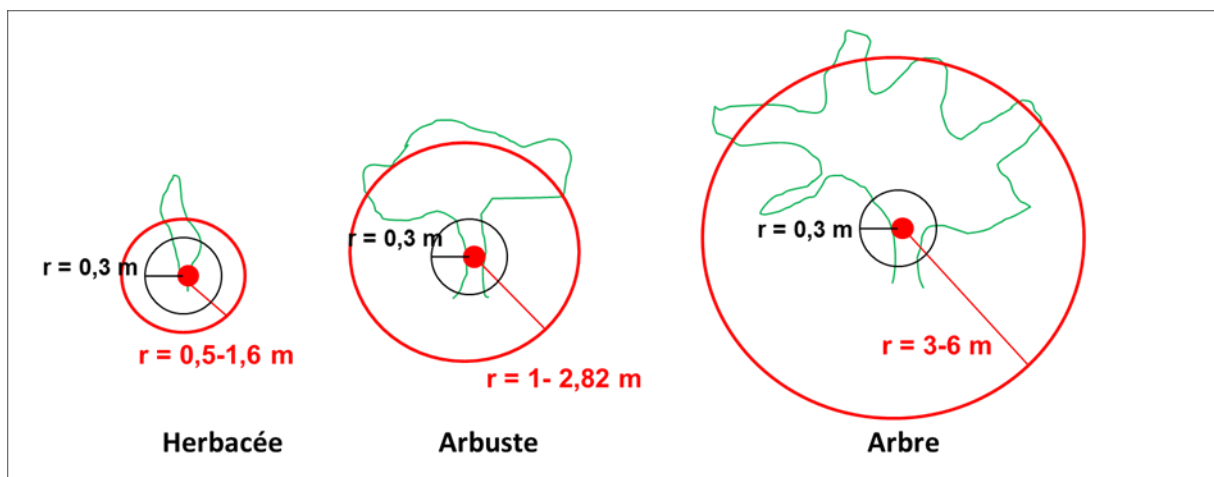 r = 0,3 m
r = 0,5-1,6 m
Herbacée
r = 0,3 m
r = 1- 2,82 m
Arbuste
r = 0,3 m
r = 3-6 m
Arbre